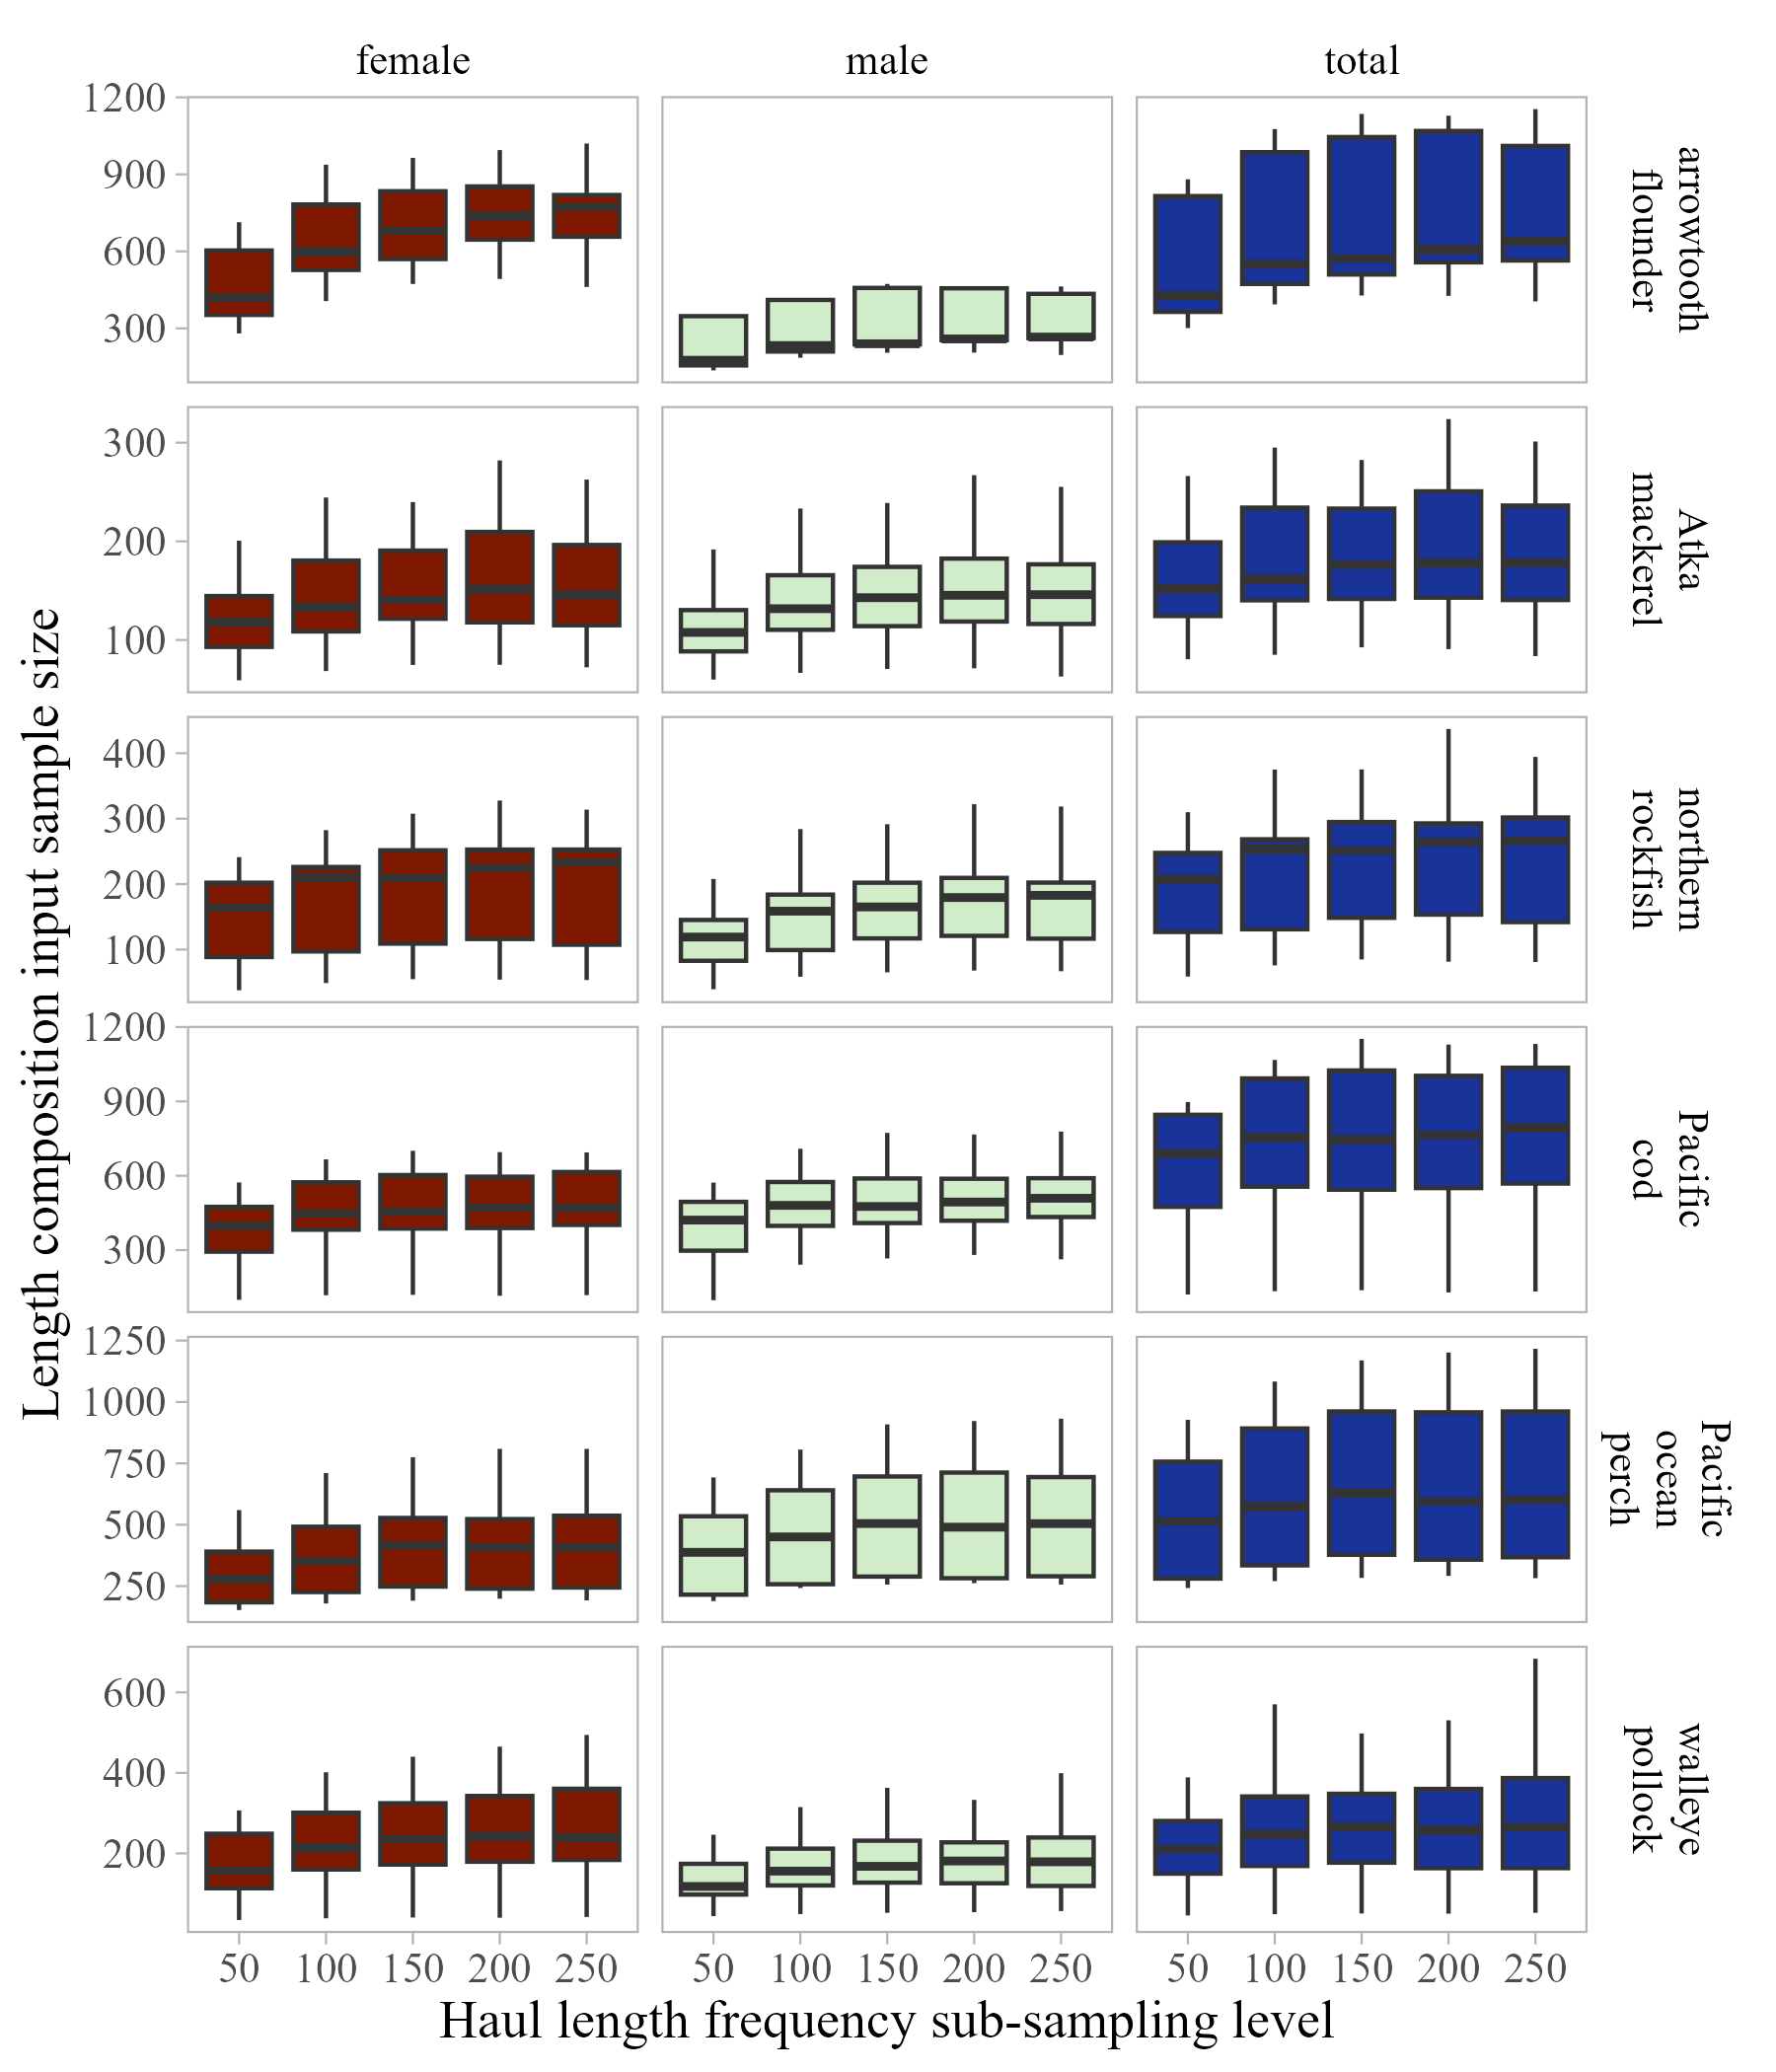 female
male
total
1200
900
600
300
arrowtooth
flounder
300
200
100
Atka
mackerel
400
300
200
100
northern
rockfish
1200
900
600
300
Pacific
cod
1250
1000
750
500
250
Pacific
ocean
perch
600
400
200
walleye
pollock
50 100 150 200 250
50 100 150 200 250
50 100 150 200 250
Haul length frequency sub-sampling level
Length composition input sample size